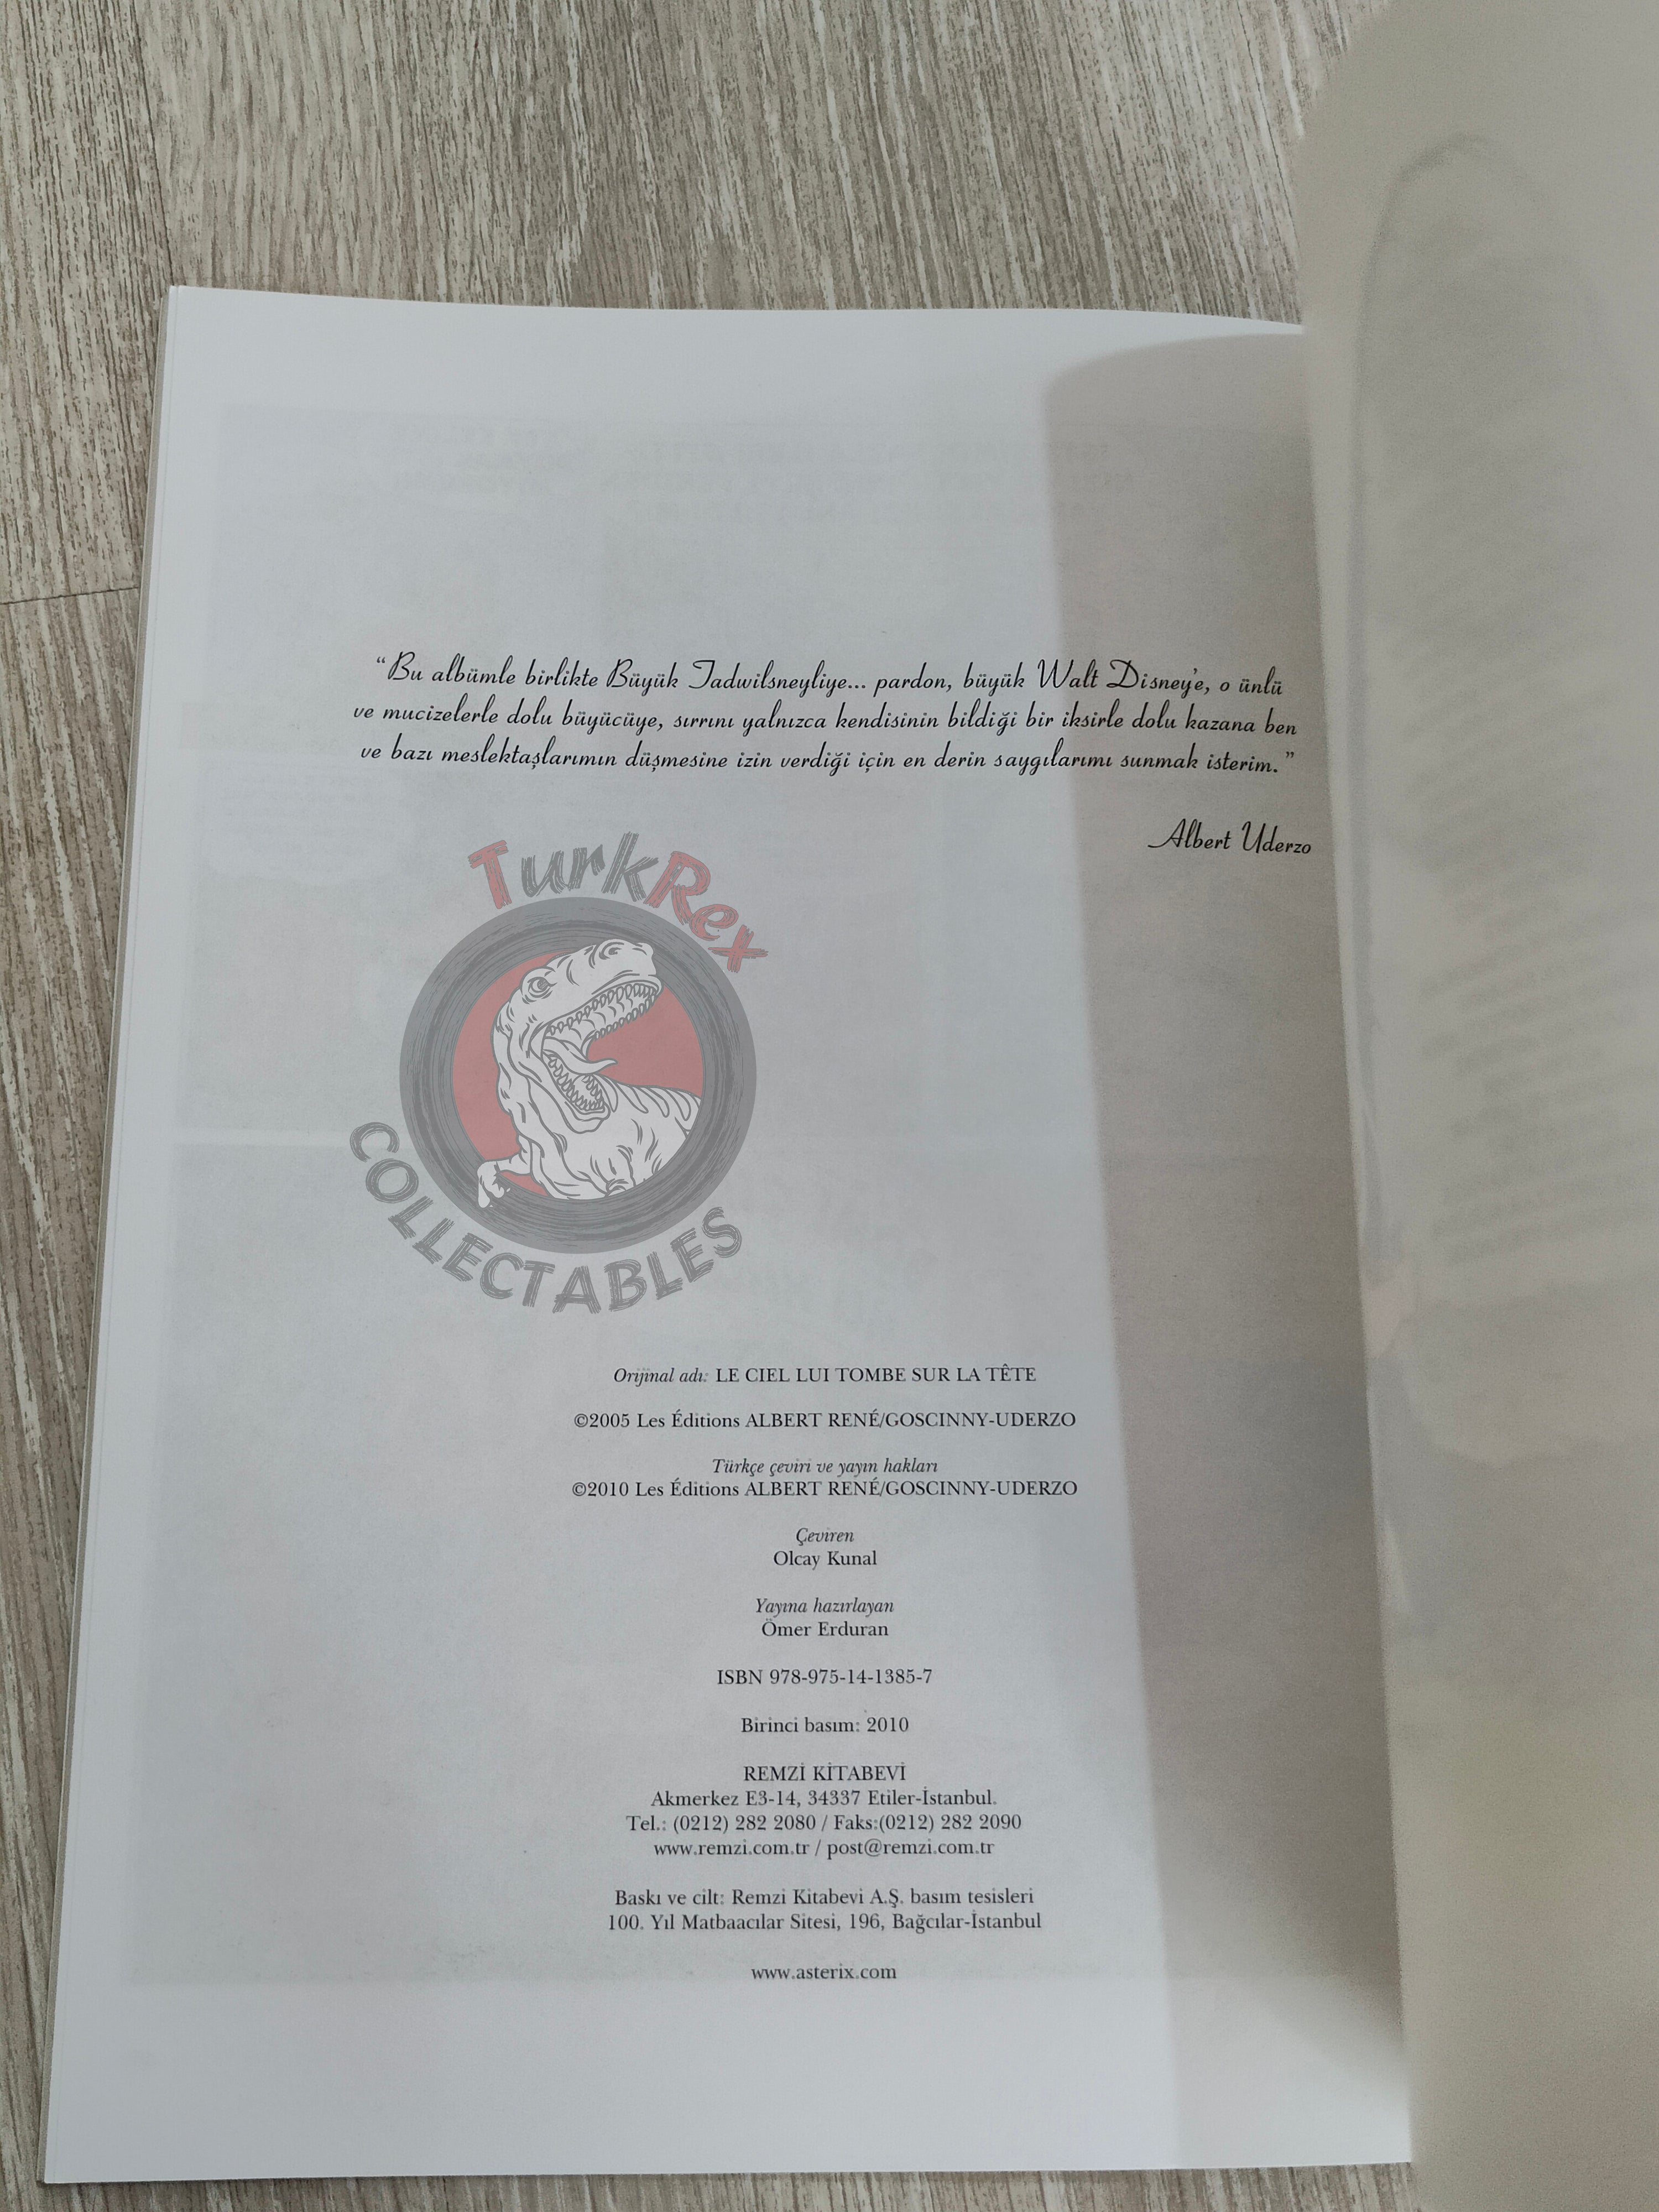 “Bu albümle birlikte Büyük Tadwilsneyliye... pardon, büyük Walt Disney'e, o ünlü
ve mucizelerle dolu büyücüye, sırrını yalnızca kendisinin bildiği bir iksirle dolu kazana ben
ve bazı meslektaşlarımın düşmesine izin verdiği için en derin saygılarımı sunmak isterim.”
Albert Uderzo
TurkRex
COLLECTABLES
Orijinal adı: LE CIEL LUI TOMBE SUR LA TÊTE
©2005 Les Éditions ALBERT RENÉ/GOSCINNY-UDERZO
Türkçe çeviri ve yayın hakları
©2010 Les Éditions ALBERT RENÉ/GOSCINNY-UDERZO
Çeviren
Olcay Kunal
Yayına hazırlayan
Ömer Erduran
ISBN 978-975-14-1385-7
Birinci basım: 2010
REMZİ KİTABEVİ
Akmerkez E3-14, 34337 Etiler-İstanbul.
Tel.: (0212) 282 2080 / Faks:(0212) 282 2090
www.remzi.com.tr / post@remzi.com.tr
Baskı ve cilt: Remzi Kitabevi A.Ş. basım tesisleri
100. Yıl Matbaacılar Sitesi, 196, Bağcılar-İstanbul
www.asterix.com